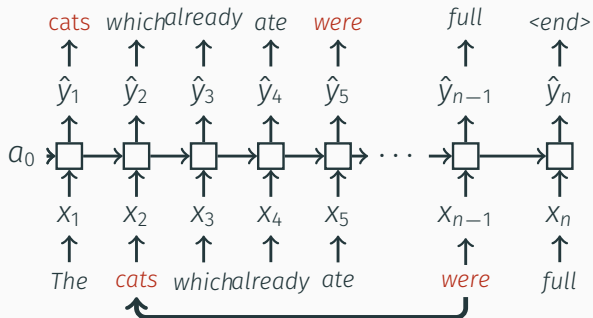 cats which already ate were full <end>
ŷ₁ ŷ₂ ŷ₃ ŷ₄ ŷ₅ ŷₙ₋₁ ŷₙ
a₀ ···
x₁ x₂ x₃ x₄ x₅ xₙ₋₁ xₙ
The cats which already ate were full